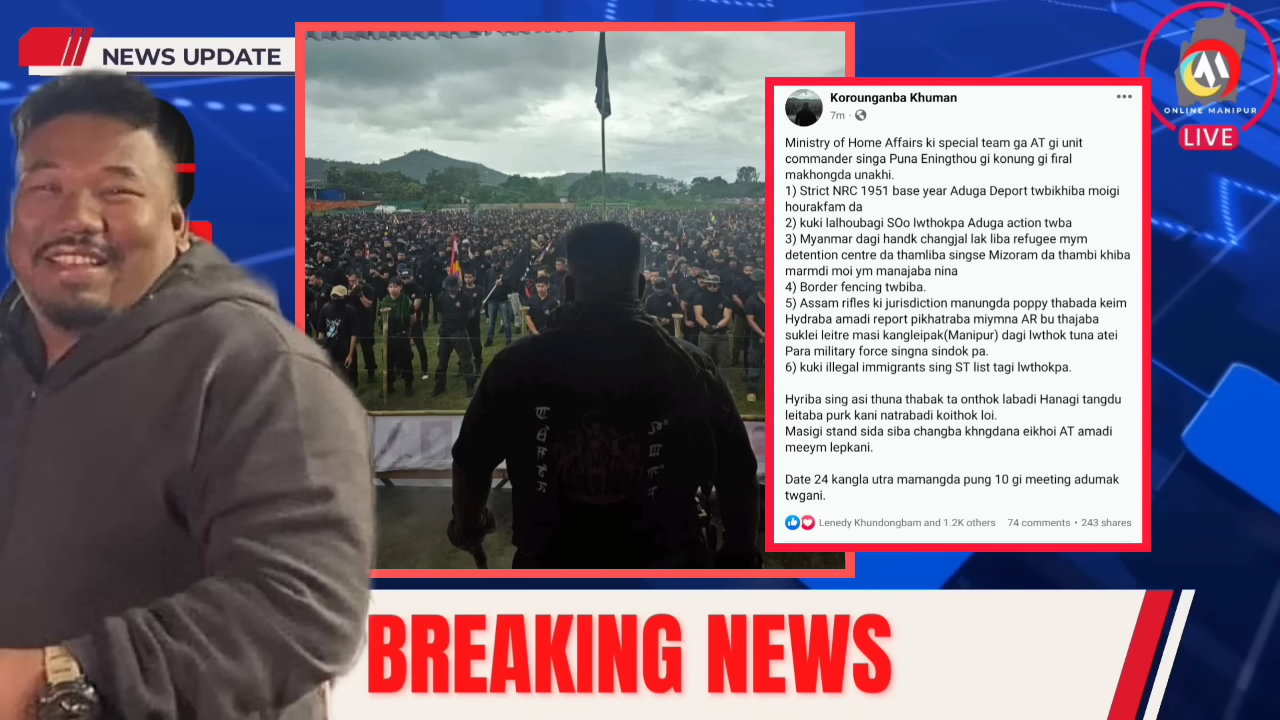 NEWS UPDATE
ONLINE MANIPUR
LIVE
Korounganba Khuman
7m
Ministry of Home Affairs ki special team ga AT gi unit
commander singa Puna Eningthou gi konung gi firal
makhongda unakhi.
1) Strict NRC 1951 base year Aduga Deport twbikhiba moigi
hourakfam da
2) kuki lalhoubagi SOo lwthokpa Aduga action twba
3) Myanmar dagi handk changjal lak liba refugee mym
detention centre da thamliba singse Mizoram da thambi khiba
marmdi moi ym manajaba nina
4) Border fencing twbiba.
5) Assam rifles ki jurisdiction manungda poppy thabada keim
Hydraba amadi report pikhatraba miymna AR bu thajaba
suklei leitre masi kangleipak(Manipur) dagi lwthok tuna atei
Para military force singna sindok pa.
6) kuki illegal immigrants sing ST list tagi lwthokpa.
Hyriba sing asi thuna thabak ta onthok labadi Hanagi tangdu
leitaba purk kani natrabadi koithok loi.
Masigi stand sida siba changba khngdana eikhoi AT amadi
meeym lepkani.
Date 24 kangla utra mamangda pung 10 gi meeting adumak
twgani.
Lenedy Khundongbam and 1.2K others 74 comments • 243 shares
BREAKING NEWS